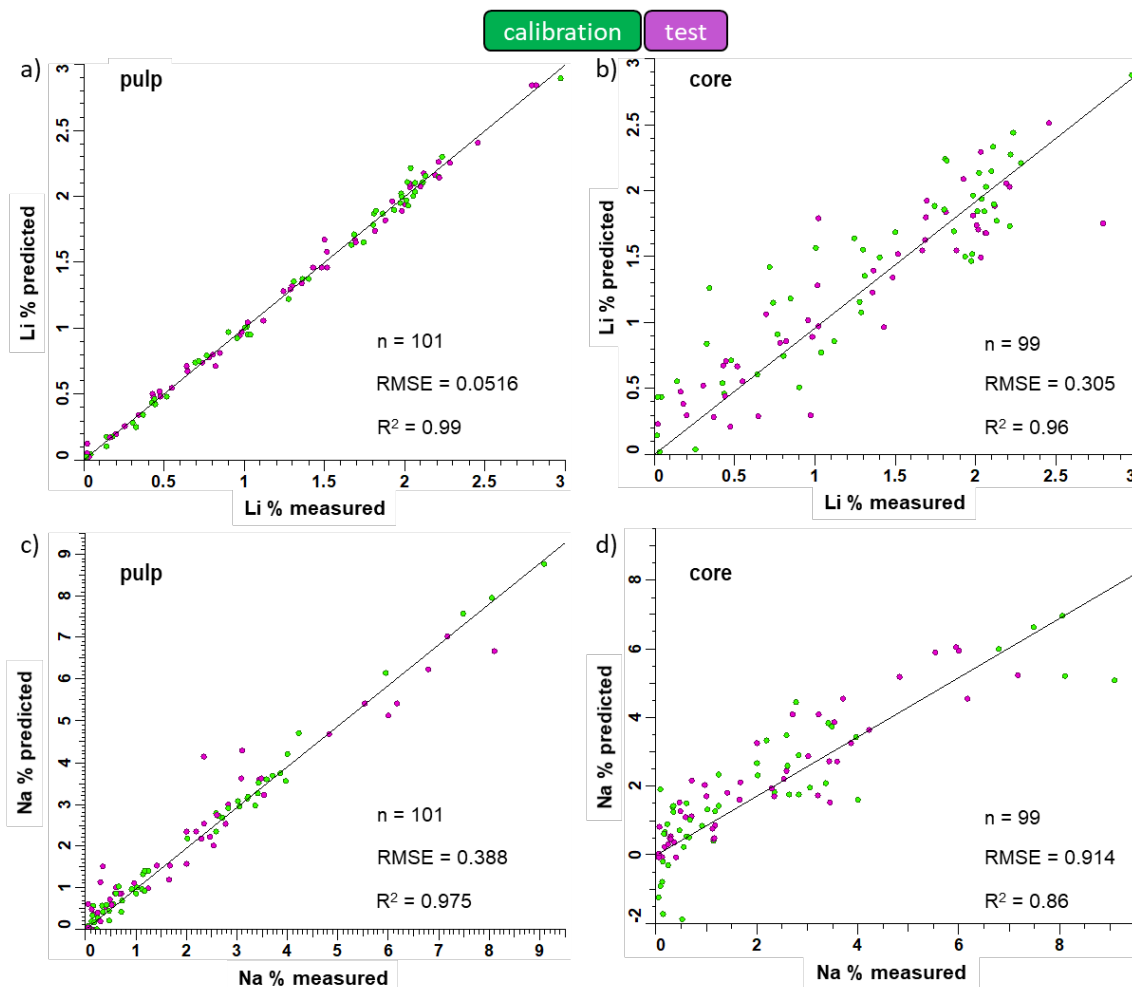 calibration test
a) pulp
3
2.5
2
1.5
1
0.5
0
Li % predicted
n = 101
RMSE = 0.0516
R² = 0.99
0 0.5 1 1.5 2 2.5 3
Li % measured
b) core
3
2.5
2
1.5
1
0.5
0
Li % predicted
n = 99
RMSE = 0.305
R² = 0.96
0.5 1 1.5 2 2.5 3
Li % measured
c) pulp
9
8
7
6
5
4
3
2
1
0
Na % predicted
n = 101
RMSE = 0.388
R² = 0.975
0 1 2 3 4 5 6 7 8 9
Na % measured
d) core
8
6
4
2
0
-2
Na % predicted
n = 99
RMSE = 0.914
R² = 0.86
0 2 4 6 8
Na % measured